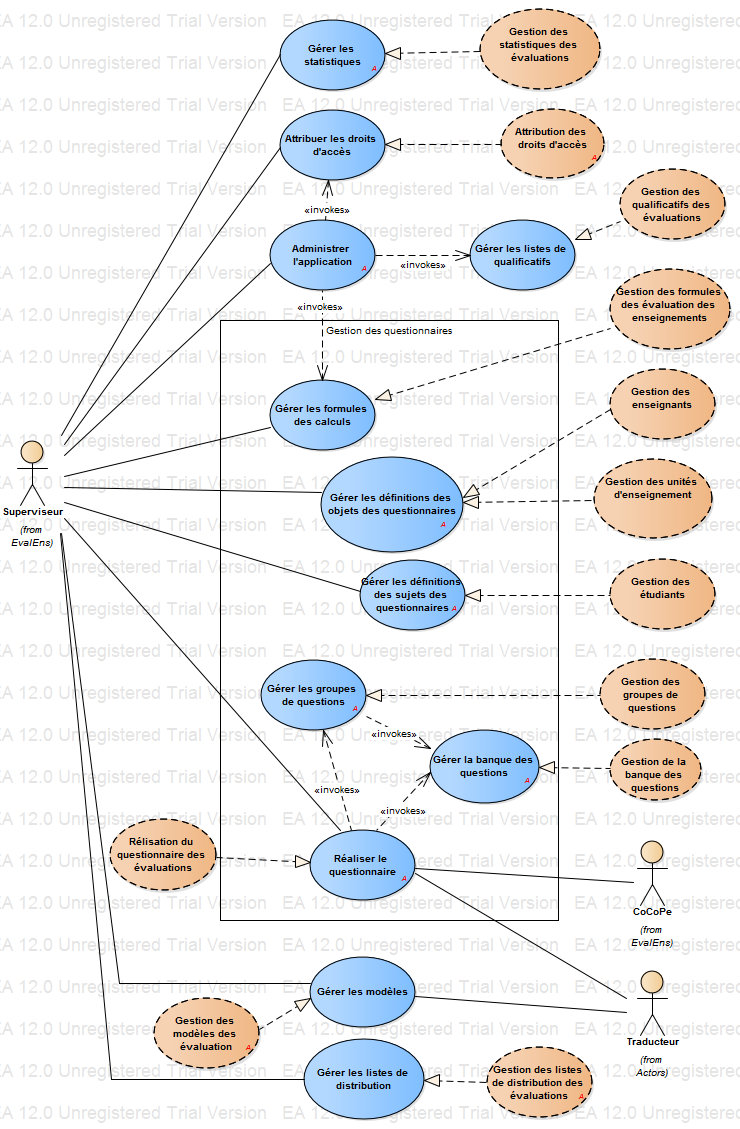 Gérer les
statistiques
A
Gestion des
statistiques des
évaluations
Attribuer les droits
d'accès
Attribution des
droits d'accès
A
«invokes»
Gestion des
qualificatifs des
évaluations
Administrer
l'application
A
«invokes»
Gérer les listes de
qualificatifs
«invokes»
Gestion des formules
des évaluation des
enseignements
Gestion des questionnaires
Gérer les formules
des calculs
Gestion des
enseignants
Superviseur
(from
EvalEns)
Gérer les définitions des
objets des questionnaires
A
Gestion des unités
d'enseignement
Gérer les définitions
des sujets des
questionnaires
A
Gestion des
étudiants
Gérer les groupes
de questions
A
Gestion des
groupes de
questions
«invokes»
Gérer la banque des
questions
A
Gestion de la
banque des
questions
«invokes»
«invokes»
Rélisation du
questionnaire des
évaluations
Réaliser le
questionnaire
A
CoCoPe
(from
EvalEns)
Gérer les modèles
Gestion des
modèles des
évaluation
A
Traducteur
(from
Actors)
Gérer les listes de
distribution
Gestion des listes
de distribution des
évaluations
A
EA 12.0 Unregistered Trial Version